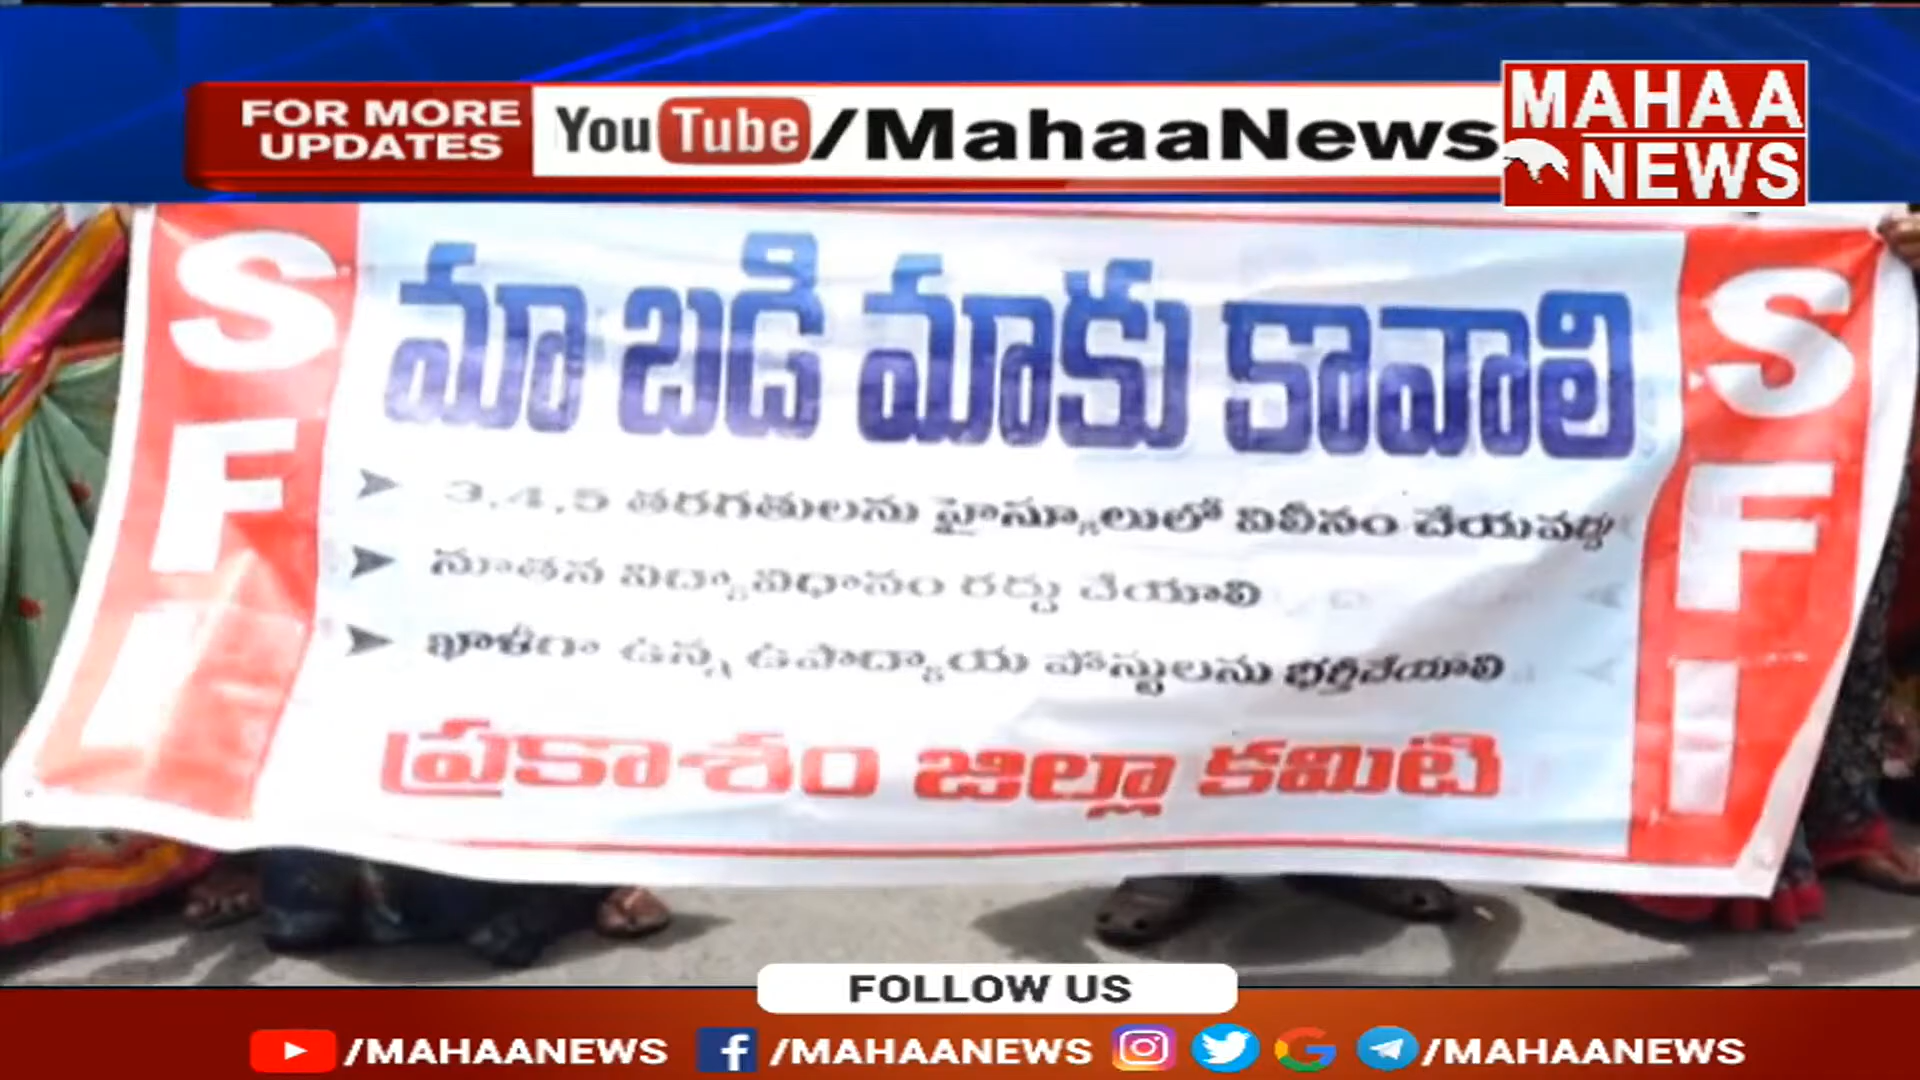 FOR MORE
UPDATES
YouTube/MahaaNews
MAHAA
NEWS
SFI
మా బడి మాకు కావాలి
SFI
➤ 3,4,5 తరగతులను హైస్కూలులో విలీనం చేయవద్దు
➤ నూతన విద్యావిధానం రద్దు చేయాలి
➤ ఖాళీగా ఉన్న ఉపాధ్యాయ పోస్టులను భర్తీచేయాలి
ప్రకాశం జిల్లా కమిటి
FOLLOW US
/MAHAANEWS /MAHAANEWS /MAHAANEWS